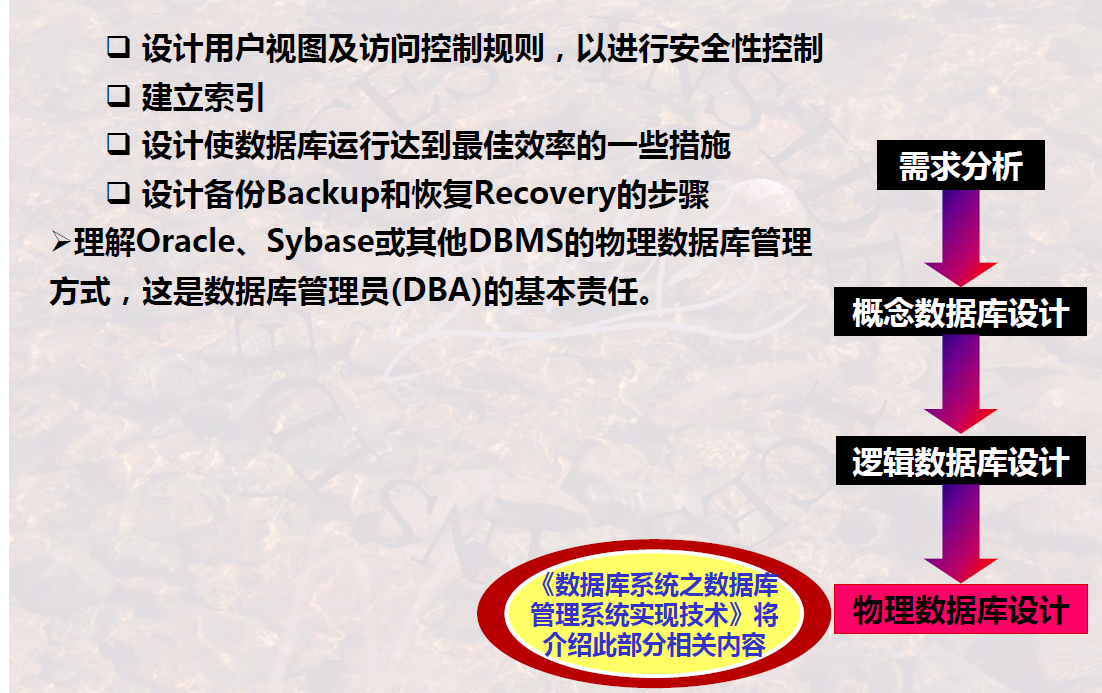 ❑ 设计用户视图及访问控制规则，以进行安全性控制
❑ 建立索引
❑ 设计使数据库运行达到最佳效率的一些措施
❑ 设计备份Backup和恢复Recovery的步骤
➢理解Oracle、Sybase或其他DBMS的物理数据库管理
方式，这是数据库管理员(DBA)的基本责任。
需求分析
概念数据库设计
逻辑数据库设计
物理数据库设计
《数据库系统之数据库
管理系统实现技术》将
介绍此部分相关内容